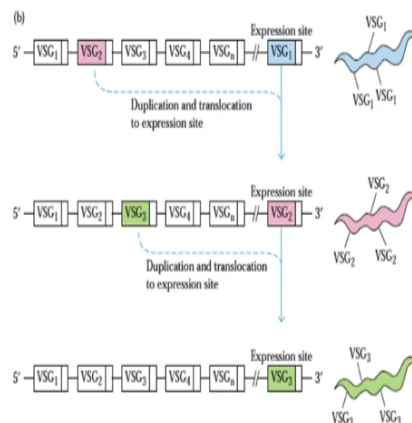 (b)
Expression site
5′ VSG1 VSG2 VSG3 VSG4 VSGn // VSG1 3′
VSG1
VSG1 VSG1
Duplication and translocation
to expression site
Expression site
5′ VSG1 VSG2 VSG3 VSG4 VSGn // VSG2 3′
VSG2
VSG2 VSG2
Duplication and translocation
to expression site
Expression site
5′ VSG1 VSG2 VSG3 VSG4 VSGn // VSG3 3′
VSG3
VSG3 VSG3